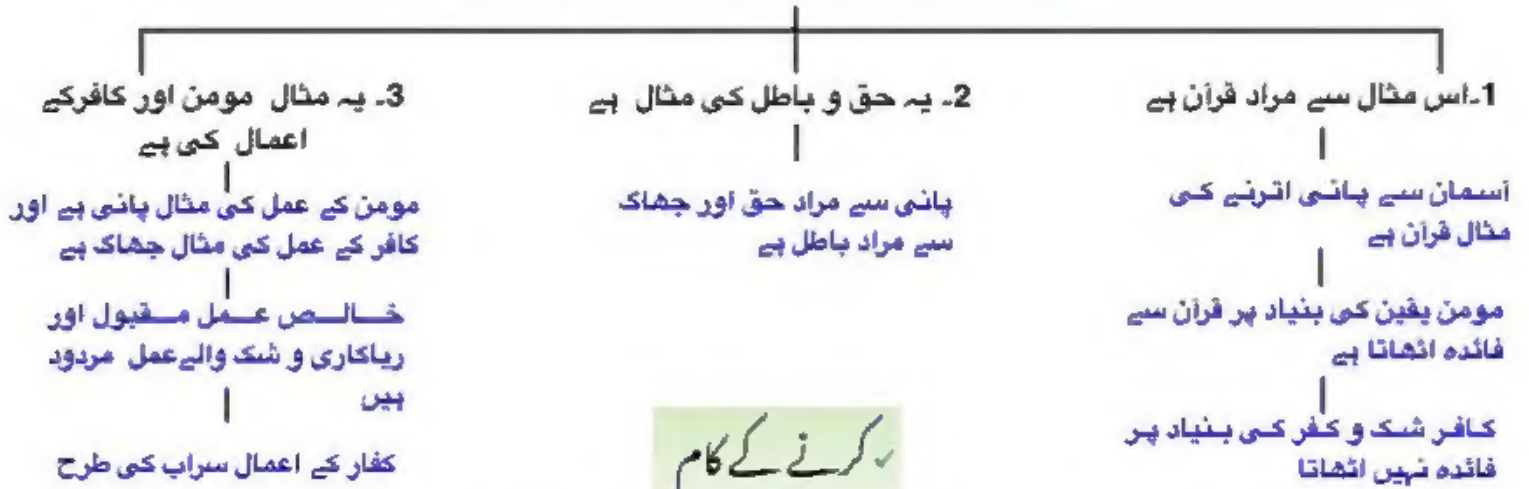 1۔اس مثال سے مراد قرآن ہے
آسمان سے پانی اترنے کی
مثال قرآن ہے
مومن یقین کی بنیاد پر قرآن سے
فائدہ اٹھاتا ہے
کافر شک و کفر کی بنیاد پر
فائدہ نہیں اٹھاتا
2۔ یہ حق و باطل کی مثال ہے
پانی سے مراد حق اور جھاگ
سے مراد باطل ہے
3۔ یہ مثال مومن اور کافرکے
اعمال کی ہے
مومن کے عمل کی مثال پانی ہے اور
کافر کے عمل کی مثال جھاگ ہے
خالص عمل مقبول اور
ریاکاری و شک والےعمل مردود
ہیں
کفار کے اعمال سراب کی طرح
کرنے کے کام